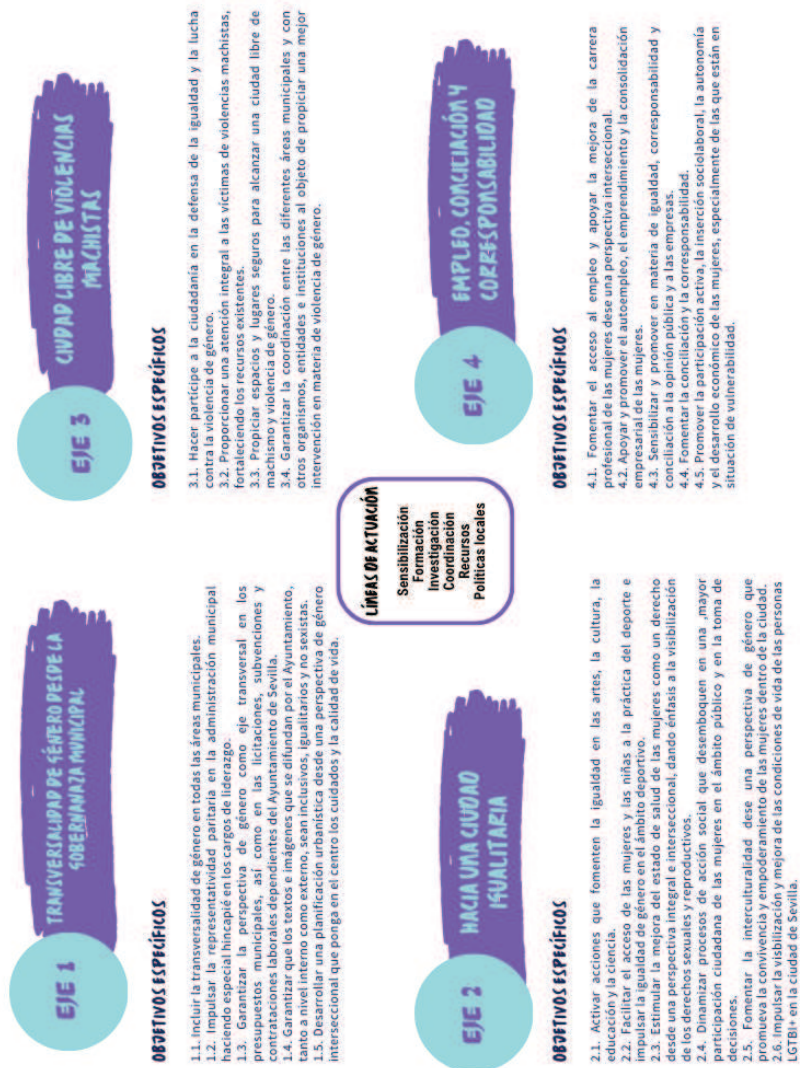 EJE 1
TRANSVERSALIDAD DE GÉNERO DESDE LA
GOBERNANAZA MUNICIPAL
OBJETIVOS ESPECÍFICOS
1.1. Incluir la transversalidad de género en todas las áreas municipales.
1.2. Impulsar la representatividad paritaria en la administración municipal
haciendo especial hincapié en los cargos de liderazgo.
1.3. Garantizar la perspectiva de género como eje transversal en los
presupuestos municipales, así como en las licitaciones, subvenciones y
contrataciones laborales dependientes del Ayuntamiento de Sevilla.
1.4. Garantizar que los textos e imágenes que se difundan por el Ayuntamiento,
tanto a nivel interno como externo, sean inclusivos, igualitarios y no sexistas.
1.5. Desarrollar una planificación urbanística desde una perspectiva de género
interseccional que ponga en el centro los cuidados y la calidad de vida.
EJE 3
CIUDAD LIBRE DE VIOLENCIAS
MACHISTAS
OBJETIVOS ESPECÍFICOS
3.1. Hacer partícipe a la ciudadanía en la defensa de la igualdad y la lucha
contra la violencia de género.
3.2. Proporcionar una atención integral a las víctimas de violencias machistas,
fortaleciendo los recursos existentes.
3.3. Propiciar espacios y lugares seguros para alcanzar una ciudad libre de
machismo y violencia de género.
3.4. Garantizar la coordinación entre las diferentes áreas municipales y con
otros organismos, entidades e instituciones al objeto de propiciar una mejor
intervención en materia de violencia de género.
LÍNEAS DE ACTUACIÓN
Sensibilización
Formación
Investigación
Coordinación
Recursos
Políticas locales
EJE 2
HACIA UNA CIUDAD
IGUALITARIA
OBJETIVOS ESPECÍFICOS
2.1. Activar acciones que fomenten la igualdad en las artes, la cultura, la
educación y la ciencia.
2.2. Facilitar el acceso de las mujeres y las niñas a la práctica del deporte e
impulsar la igualdad de género en el ámbito deportivo.
2.3. Estimular la mejora del estado de salud de las mujeres como un derecho
desde una perspectiva integral e interseccional, dando énfasis a la visibilización
de los derechos sexuales y reproductivos.
2.4. Dinamizar procesos de acción social que desemboquen en una ,mayor
participación ciudadana de las mujeres en el ámbito público y en la toma de
decisiones.
2.5. Fomentar la interculturalidad dese una perspectiva de género que
promueva la convivencia y empoderamiento de las mujeres dentro de la ciudad.
2.6. Impulsar la visbilización y mejora de las condiciones de vida de las personas
LGTBI+ en la ciudad de Sevilla.
EJE 4
EMPLEO, CONCILIACIÓN Y
CORRESPONSABILIDAD
OBJETIVOS ESPECÍFICOS
4.1. Fomentar el acceso al empleo y apoyar la mejora de la carrera
profesional de las mujeres dese una perspectiva interseccional.
4.2. Apoyar y promover el autoempleo, el emprendimiento y la consolidación
empresarial de las mujeres.
4.3. Sensibilizar y promover en materia de igualdad, corresponsabilidad y
conciliación a la opinión pública y a las empresas.
4.4. Fomentar la conciliación y la corresponsabilidad.
4.5. Promover la participación activa, la inserción sociolaboral, la autonomía
y el desarrollo económico de las mujeres, especialmente de las que están en
situación de vulnerabilidad.